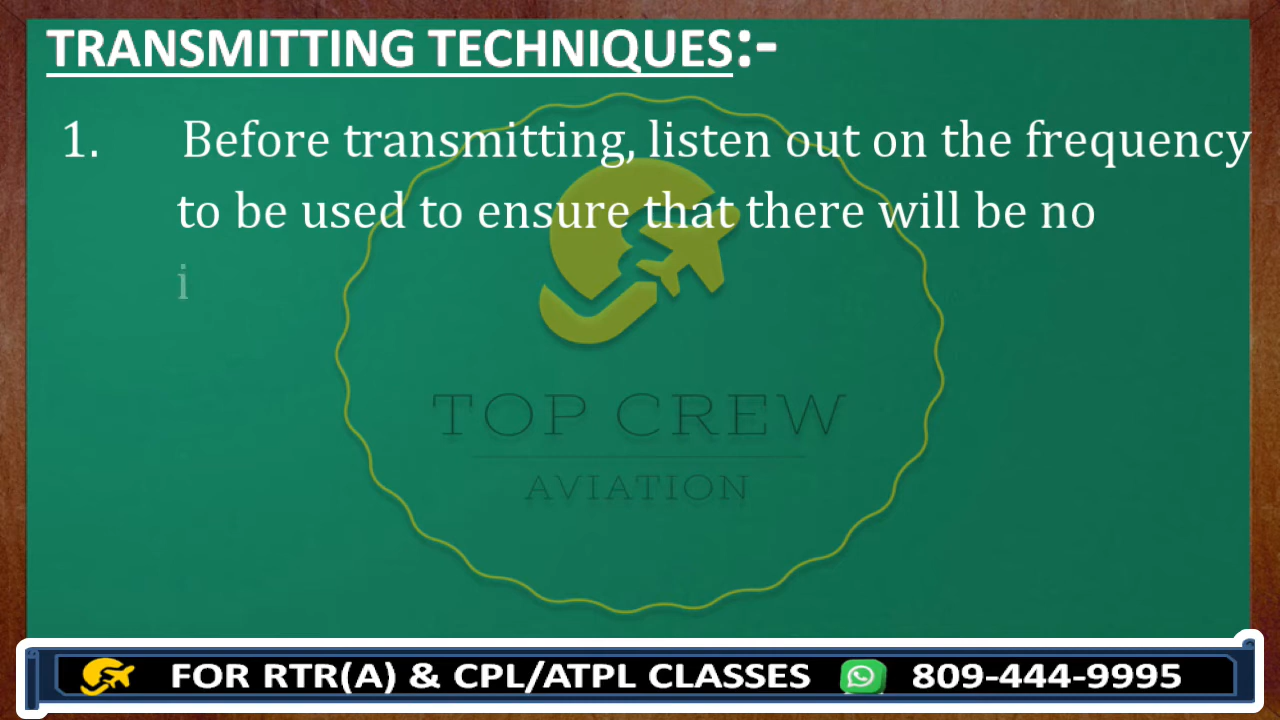 TRANSMITTING TECHNIQUES:-
1. Before transmitting, listen out on the frequency
to be used to ensure that there will be no
i
TOP CREW
AVIATION
FOR RTR(A) & CPL/ATPL CLASSES 809-444-9995